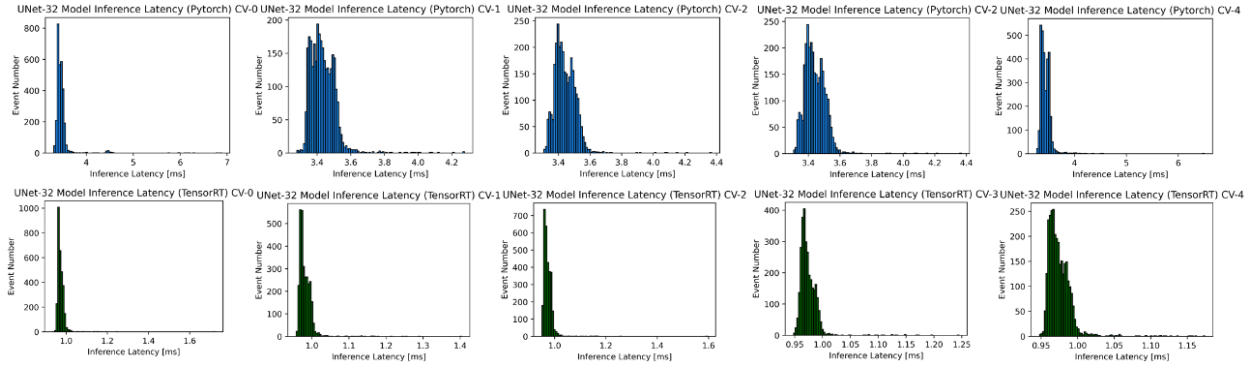 UNet-32 Model Inference Latency (Pytorch) CV-0
800
600
400
200
0
Event Number
4 5 6 7
Inference Latency [ms]
UNet-32 Model Inference Latency (Pytorch) CV-1
200
150
100
50
0
Event Number
3.4 3.6 3.8 4.0 4.2
Inference Latency [ms]
UNet-32 Model Inference Latency (Pytorch) CV-2
250
200
150
100
50
0
Event Number
3.4 3.6 3.8 4.0 4.2 4.4
Inference Latency [ms]
UNet-32 Model Inference Latency (Pytorch) CV-2
250
200
150
100
50
0
Event Number
3.4 3.6 3.8 4.0 4.2 4.4
Inference Latency [ms]
UNet-32 Model Inference Latency (Pytorch) CV-4
500
400
300
200
100
0
Event Number
4 5 6
Inference Latency [ms]
UNet-32 Model Inference Latency (TensorRT) CV-0
1000
800
600
400
200
0
Event Number
1.0 1.2 1.4 1.6
Inference Latency [ms]
UNet-32 Model Inference Latency (TensorRT) CV-1
500
400
300
200
100
0
Event Number
1.0 1.1 1.2 1.3 1.4
Inference Latency [ms]
UNet-32 Model Inference Latency (TensorRT) CV-2
700
600
500
400
300
200
100
0
Event Number
1.0 1.2 1.4 1.6
Inference Latency [ms]
UNet-32 Model Inference Latency (TensorRT) CV-3
400
300
200
100
0
Event Number
0.95 1.00 1.05 1.10 1.15 1.20 1.25
Inference Latency [ms]
UNet-32 Model Inference Latency (TensorRT) CV-4
250
200
150
100
50
0
Event Number
0.95 1.00 1.05 1.10 1.15
Inference Latency [ms]